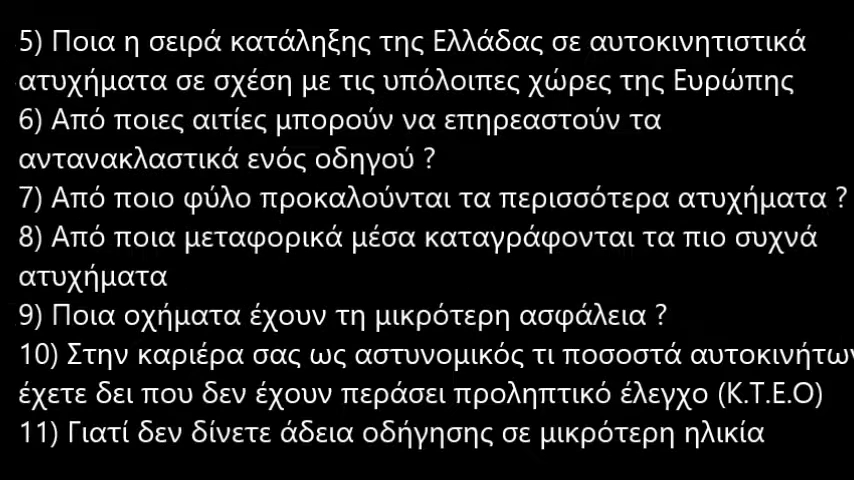 5) Ποια η σειρά κατάληξης της Ελλάδας σε αυτοκινητιστικά
ατυχήματα σε σχέση με τις υπόλοιπες χώρες της Ευρώπης
6) Από ποιες αιτίες μπορούν να επηρεαστούν τα
αντανακλαστικά ενός οδηγού ?
7) Από ποιο φύλο προκαλούνται τα περισσότερα ατυχήματα ?
8) Από ποια μεταφορικά μέσα καταγράφονται τα πιο συχνά
ατυχήματα
9) Ποια οχήματα έχουν τη μικρότερη ασφάλεια ?
10) Στην καριέρα σας ως αστυνομικός τι ποσοστά αυτοκινήτων
έχετε δει που δεν έχουν περάσει προληπτικό έλεγχο (Κ.Τ.Ε.Ο)
11) Γιατί δεν δίνετε άδεια οδήγησης σε μικρότερη ηλικία